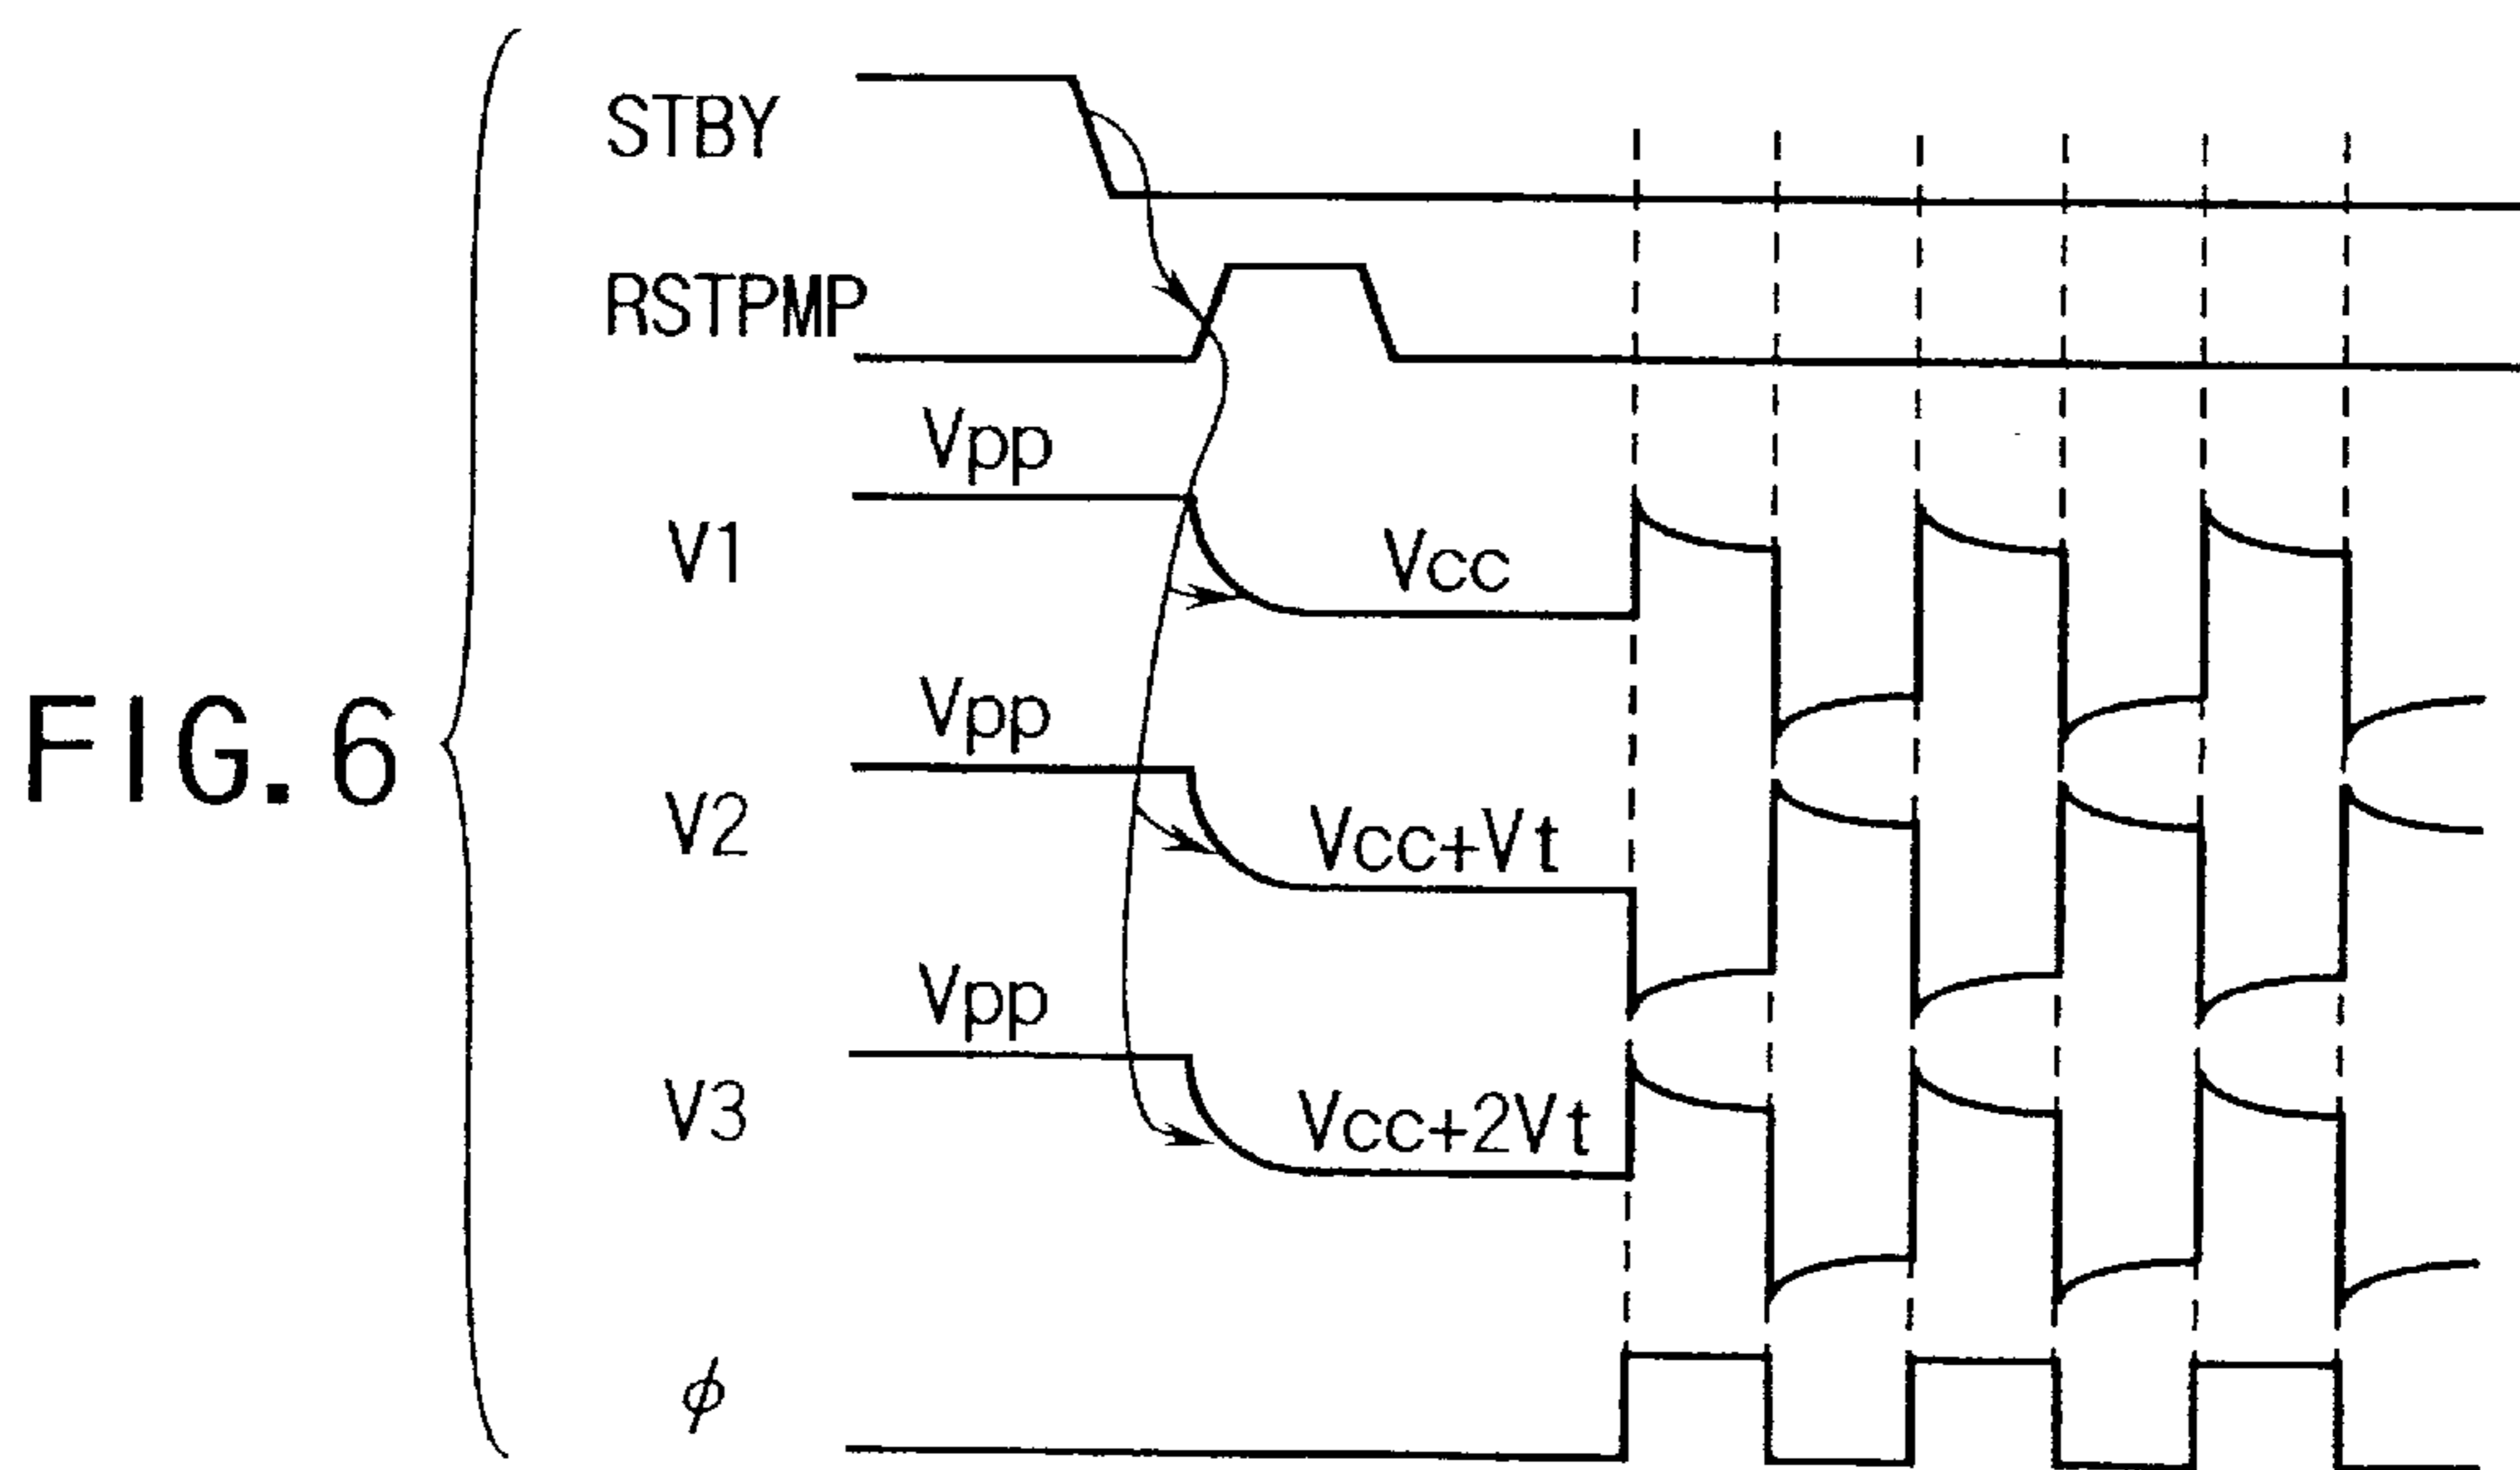 FIG. 6
STBY
RSTPMP
Vpp
V1
Vcc
Vpp
V2
Vcc+Vt
Vpp
V3
Vcc+2Vt
ϕ